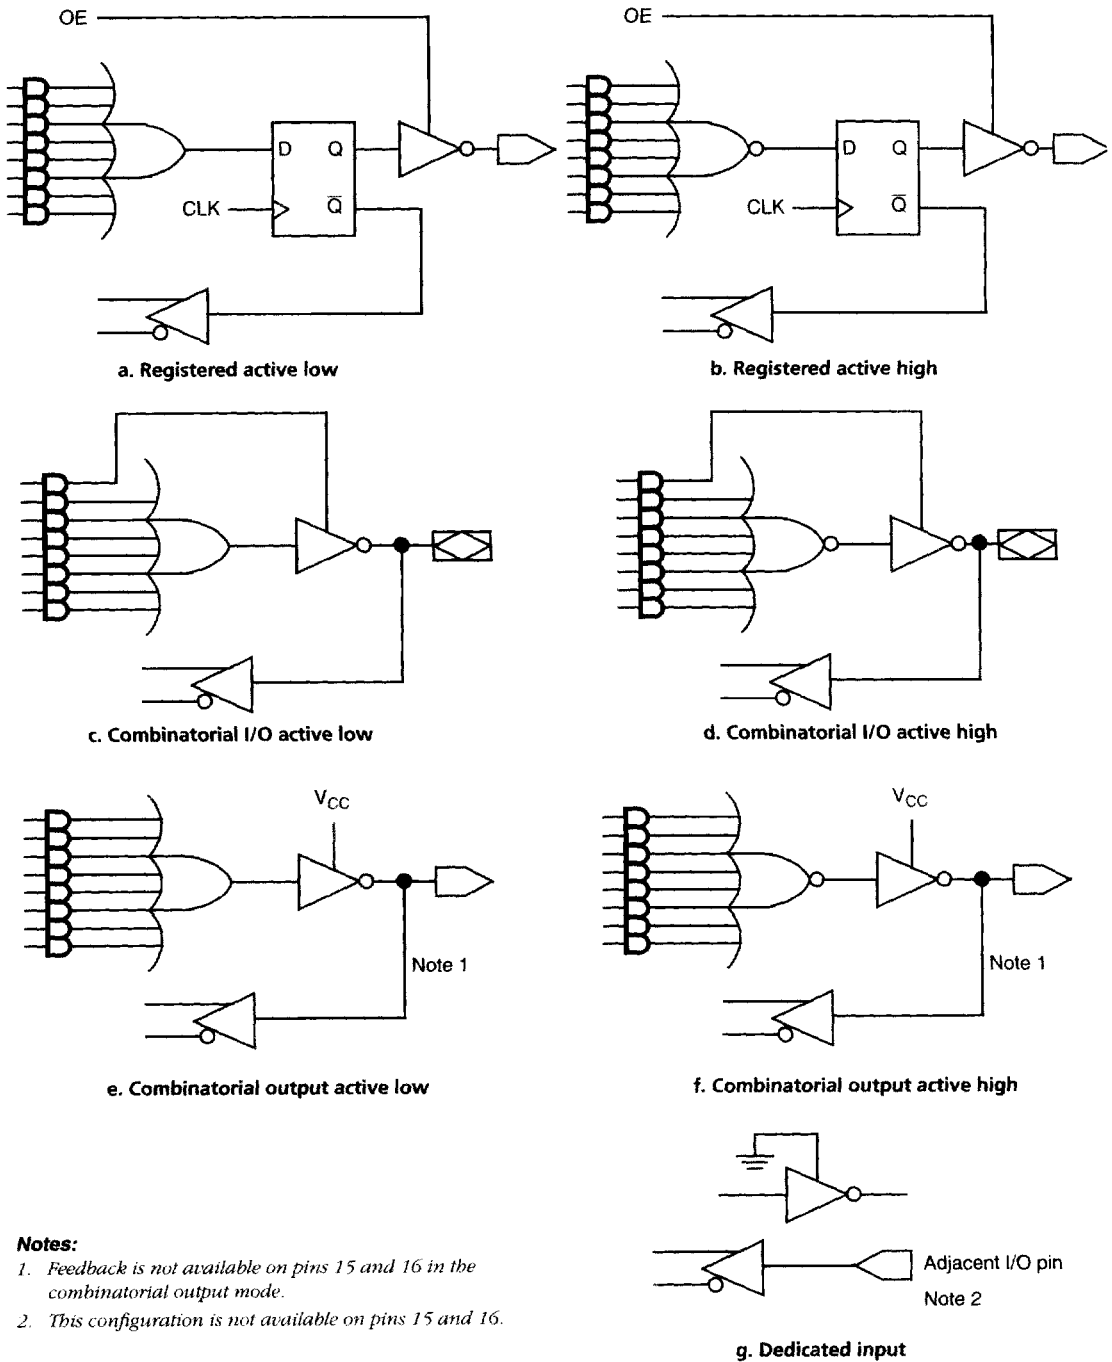 OE
D Q
CLK
Q̅
a. Registered active low
OE
D Q
CLK
Q̅
b. Registered active high
c. Combinatorial I/O active low
d. Combinatorial I/O active high
VCC
Note 1
e. Combinatorial output active low
VCC
Note 1
f. Combinatorial output active high
Adjacent I/O pin
Note 2
g. Dedicated input
Notes:
1. Feedback is not available on pins 15 and 16 in the
combinatorial output mode.
2. This configuration is not available on pins 15 and 16.